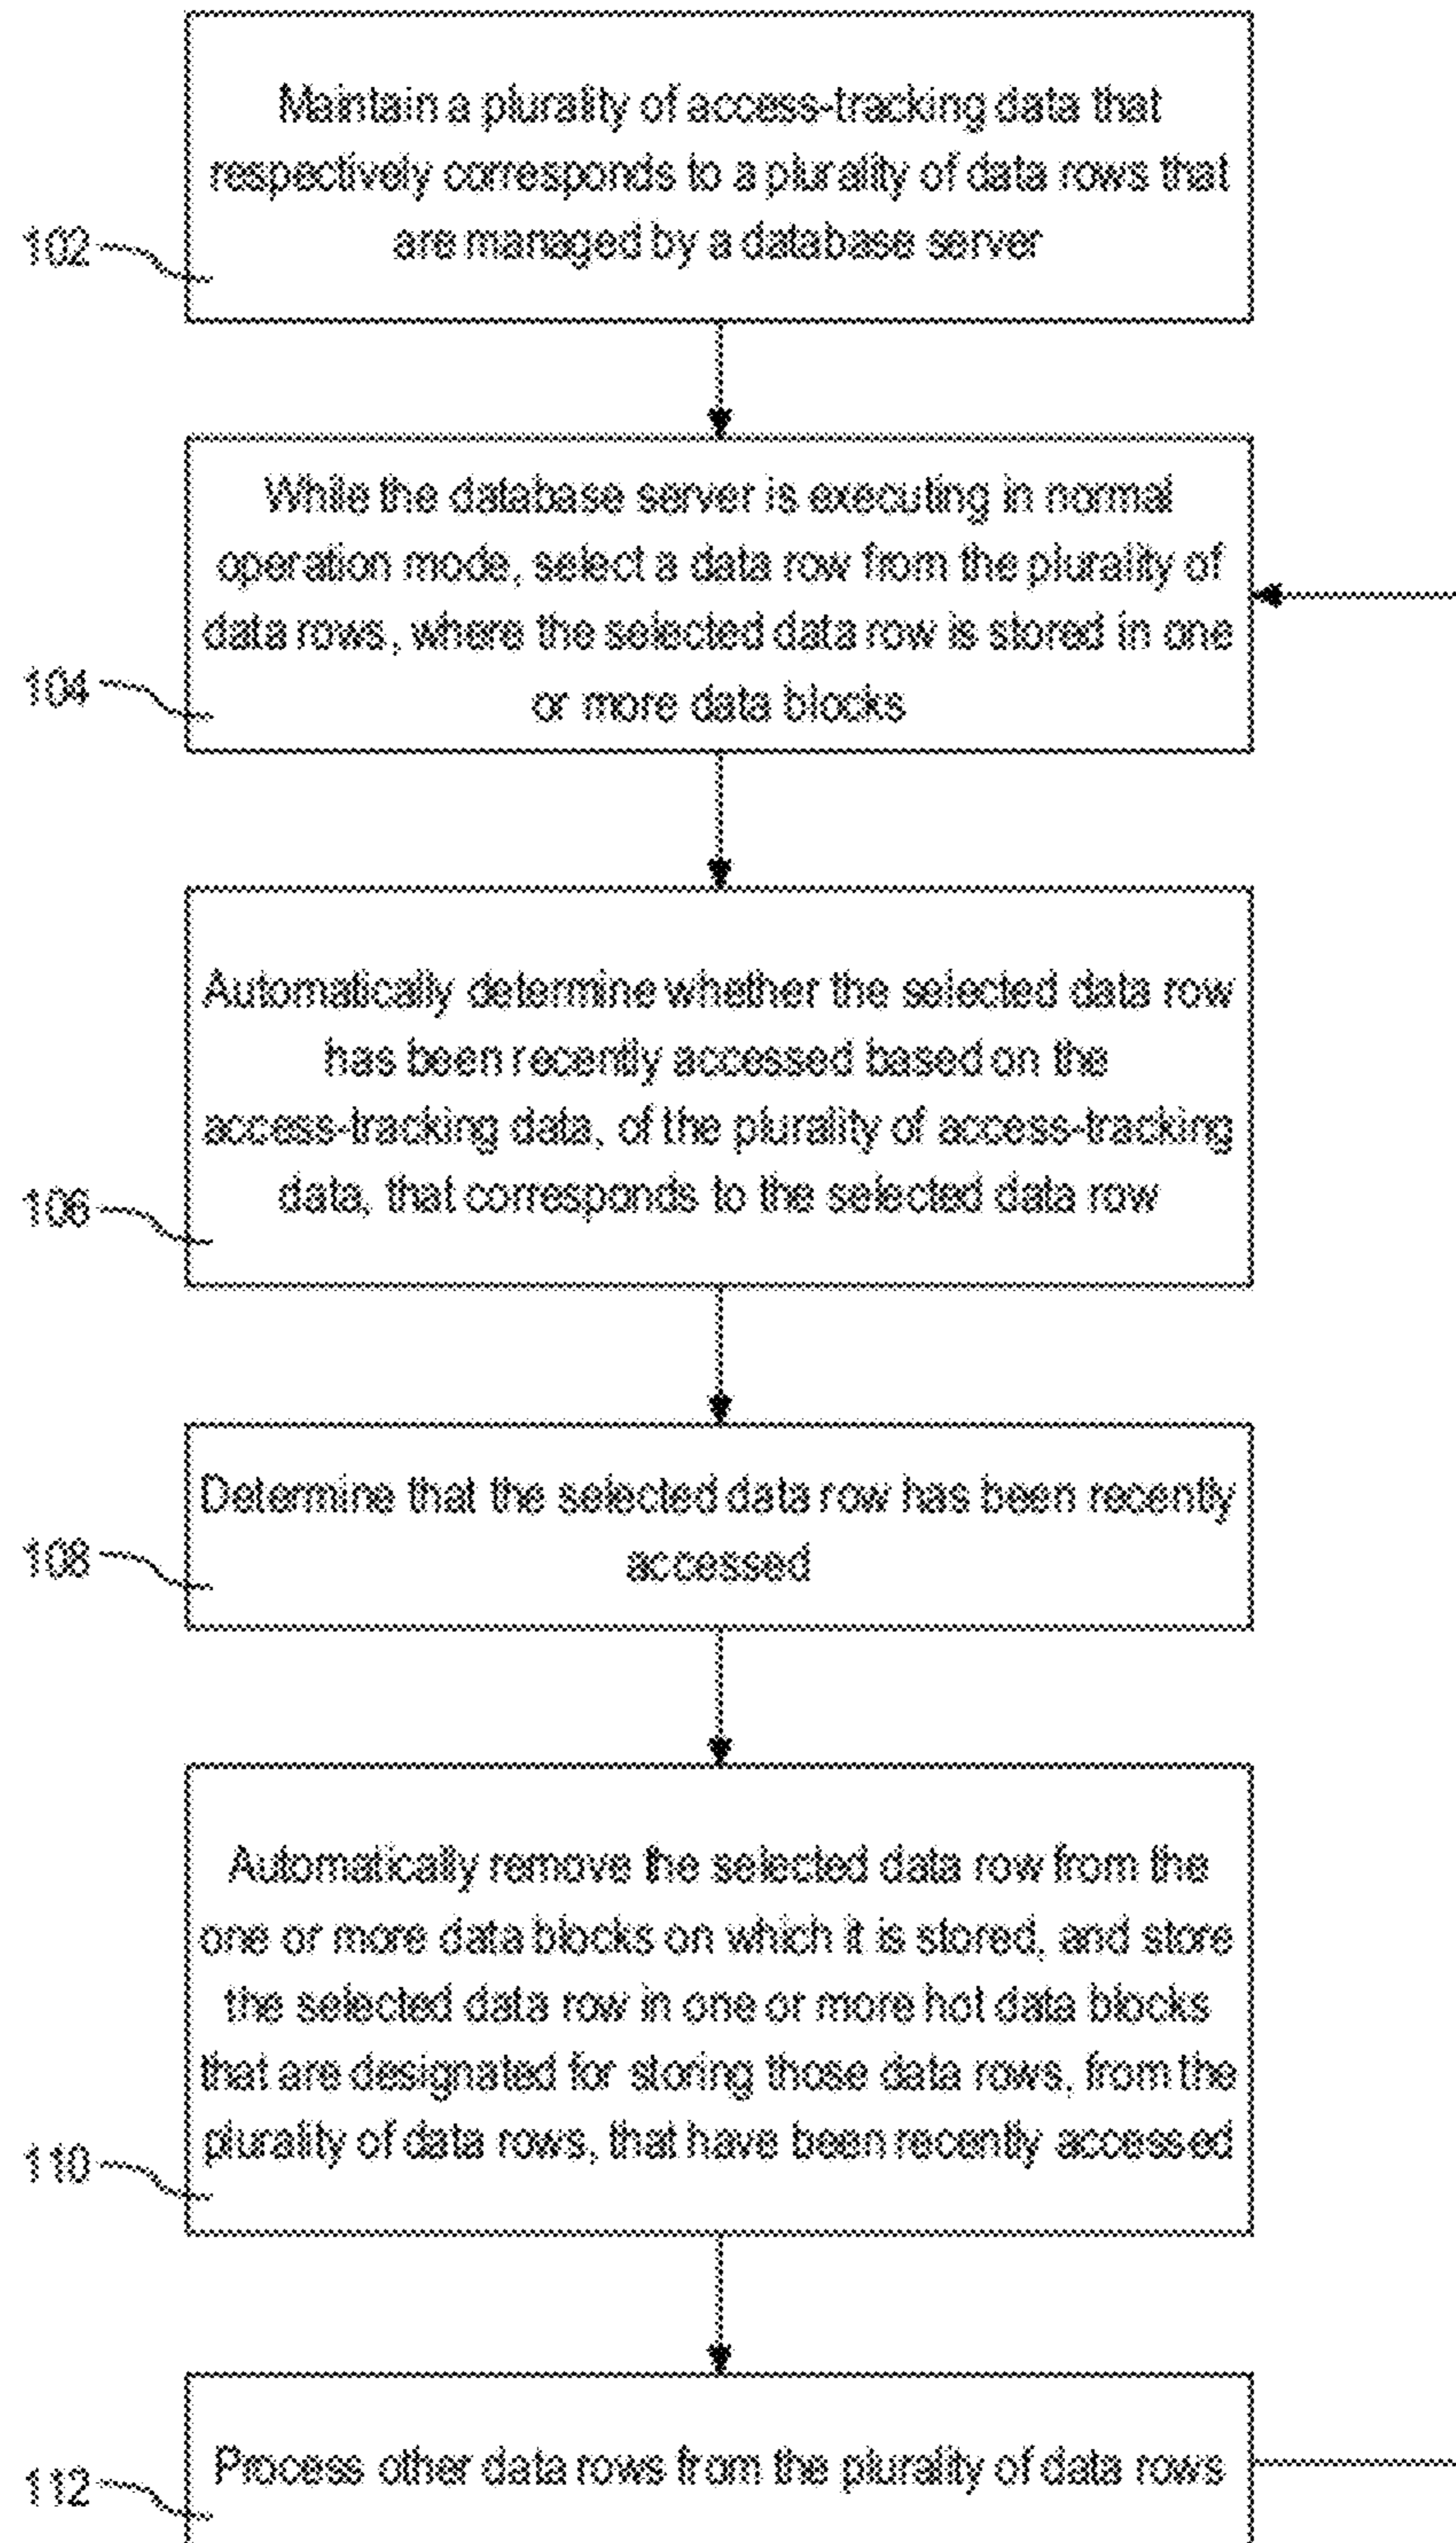 Maintain a plurality of access-tracking data that
respectively corresponds to a plurality of data rows that
are managed by a database server
102
While the database server is executing in normal
operation mode, select a data row from the plurality of
data rows, where the selected data row is stored in one
or more data blocks
104
Automatically determine whether the selected data row
has been recently accessed based on the
access-tracking data, of the plurality of access-tracking
data, that corresponds to the selected data row
106
Determine that the selected data row has been recently
accessed
108
Automatically remove the selected data row from the
one or more data blocks on which it is stored, and store
the selected data row in one or more hot data blocks
that are designated for storing those data rows, from the
plurality of data rows, that have been recently accessed
110
Process other data rows from the plurality of data rows
112